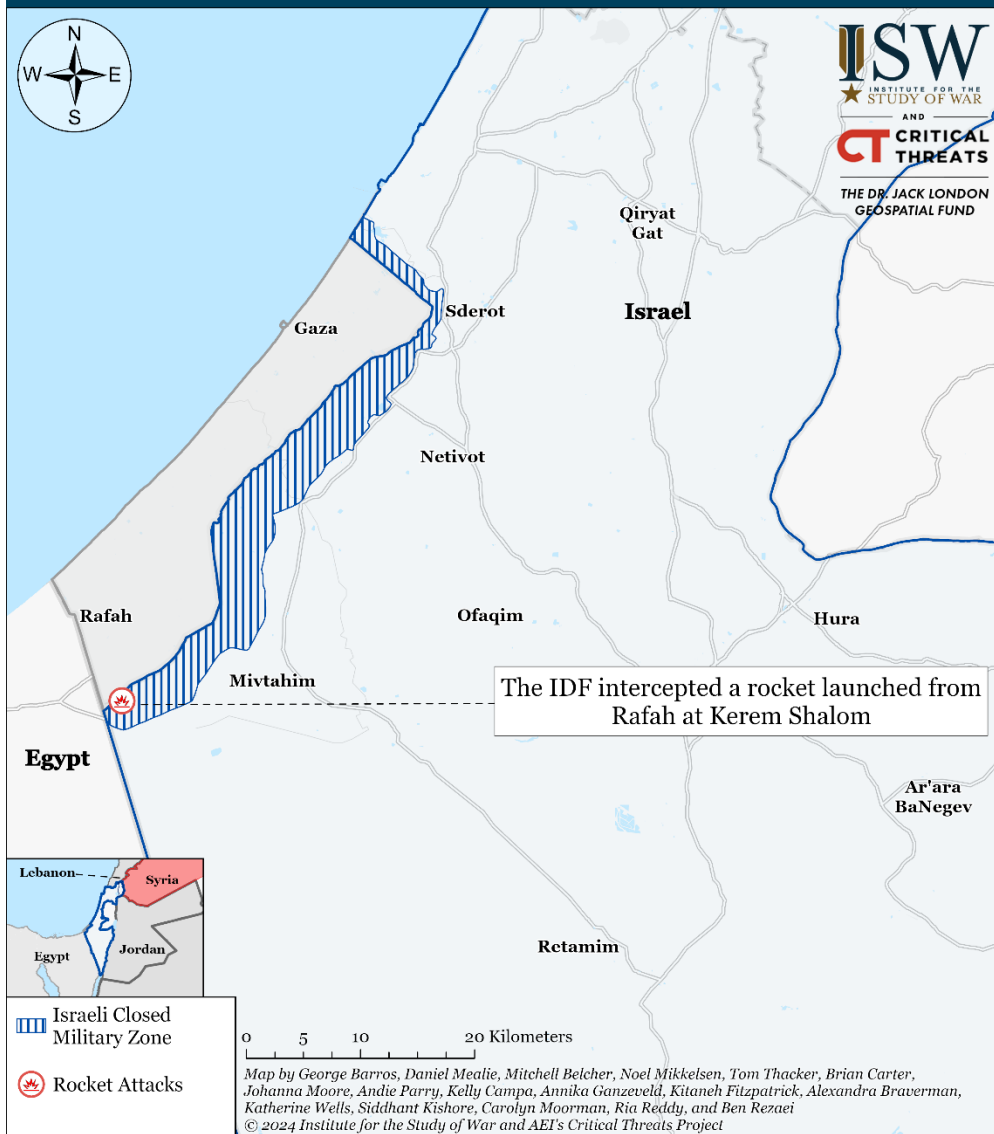 N
W
E
S
ISW
INSTITUTE FOR THE
STUDY OF WAR
AND
CT CRITICAL
THREATS
THE DR. JACK LONDON
GEOSPATIAL FUND
Qiryat
Gat
Sderot
Israel
Gaza
Netivot
Rafah
Ofaqim
Hura
Mivtahim
The IDF intercepted a rocket launched from
Rafah at Kerem Shalom
Egypt
Ar'ara
BaNegev
Lebanon
Syria
Egypt
Jordan
Retamim
Israeli Closed
Military Zone
Rocket Attacks
0 5 10 20 Kilometers
Map by George Barros, Daniel Mealie, Mitchell Belcher, Noel Mikkelsen, Tom Thacker, Brian Carter,
Johanna Moore, Andie Parry, Kelly Campa, Annika Ganzeveld, Kitaneh Fitzpatrick, Alexandra Braverman,
Katherine Wells, Siddhant Kishore, Carolyn Moorman, Ria Reddy, and Ben Rezaei
© 2024 Institute for the Study of War and AEI's Critical Threats Project